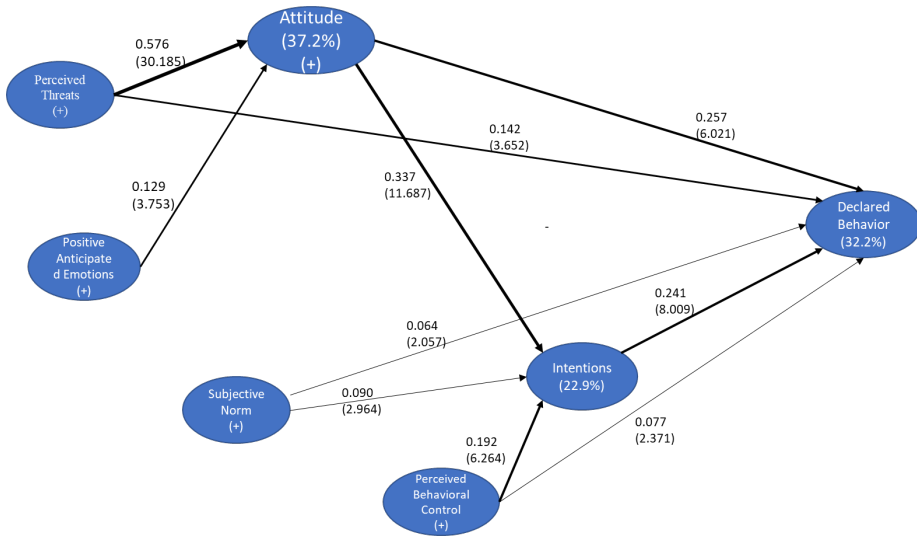 Attitude
(37.2%)
(+)
0.576
(30.185)
Perceived
Threats
(+)
0.257
(6.021)
0.142
(3.652)
0.337
(11.687)
0.129
(3.753)
-
Declared
Behavior
(32.2%)
Positive
Anticipate
d Emotions
(+)
0.241
(8.009)
0.064
(2.057)
Intentions
(22.9%)
Subjective
Norm
(+)
0.090
(2.964)
0.077
(2.371)
0.192
(6.264)
Perceived
Behavioral
Control
(+)